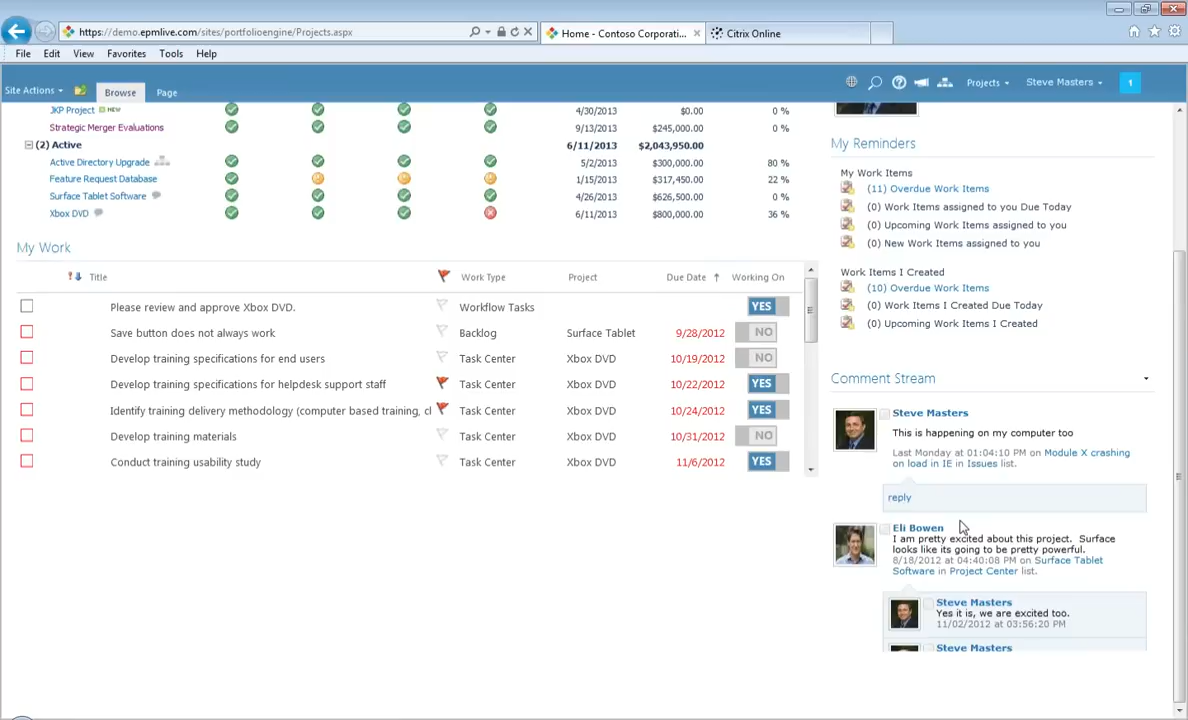 https://demo.epmlive.com/sites/portfolioengine/Projects.aspx
Home - Contoso Corporati...
Citrix Online
File Edit View Favorites Tools Help
Site Actions
Browse
Page
Projects
Steve Masters
1
JKP Project NEW 4/30/2013 $0.00 0 %
Strategic Merger Evaluations 9/13/2013 $245,000.00 0 %
(2) Active 6/11/2013 $2,043,950.00
Active Directory Upgrade 5/2/2013 $300,000.00 80 %
Feature Request Database 1/15/2013 $317,450.00 22 %
Surface Tablet Software 4/26/2013 $626,500.00 0 %
Xbox DVD 6/11/2013 $800,000.00 36 %
My Work
Title Work Type Project Due Date Working On
Please review and approve Xbox DVD. Workflow Tasks YES
Save button does not always work Backlog Surface Tablet 9/28/2012 NO
Develop training specifications for end users Task Center Xbox DVD 10/19/2012 NO
Develop training specifications for helpdesk support staff Task Center Xbox DVD 10/22/2012 YES
Identify training delivery methodology (computer based training, cl Task Center Xbox DVD 10/24/2012 YES
Develop training materials Task Center Xbox DVD 10/31/2012 NO
Conduct training usability study Task Center Xbox DVD 11/6/2012 YES
My Reminders
My Work Items
(11) Overdue Work Items
(0) Work Items assigned to you Due Today
(0) Upcoming Work Items assigned to you
(0) New Work Items assigned to you
Work Items I Created
(10) Overdue Work Items
(0) Work Items I Created Due Today
(0) Upcoming Work Items I Created
Comment Stream
Steve Masters
This is happening on my computer too
Last Monday at 01:04:10 PM on Module X crashing
on load in IE in Issues list.
reply
Eli Bowen
I am pretty excited about this project. Surface
looks like its going to be pretty powerful.
8/18/2012 at 04:40:08 PM on Surface Tablet
Software in Project Center list.
Steve Masters
Yes it is, we are excited too.
11/02/2012 at 03:56:20 PM
Steve Masters